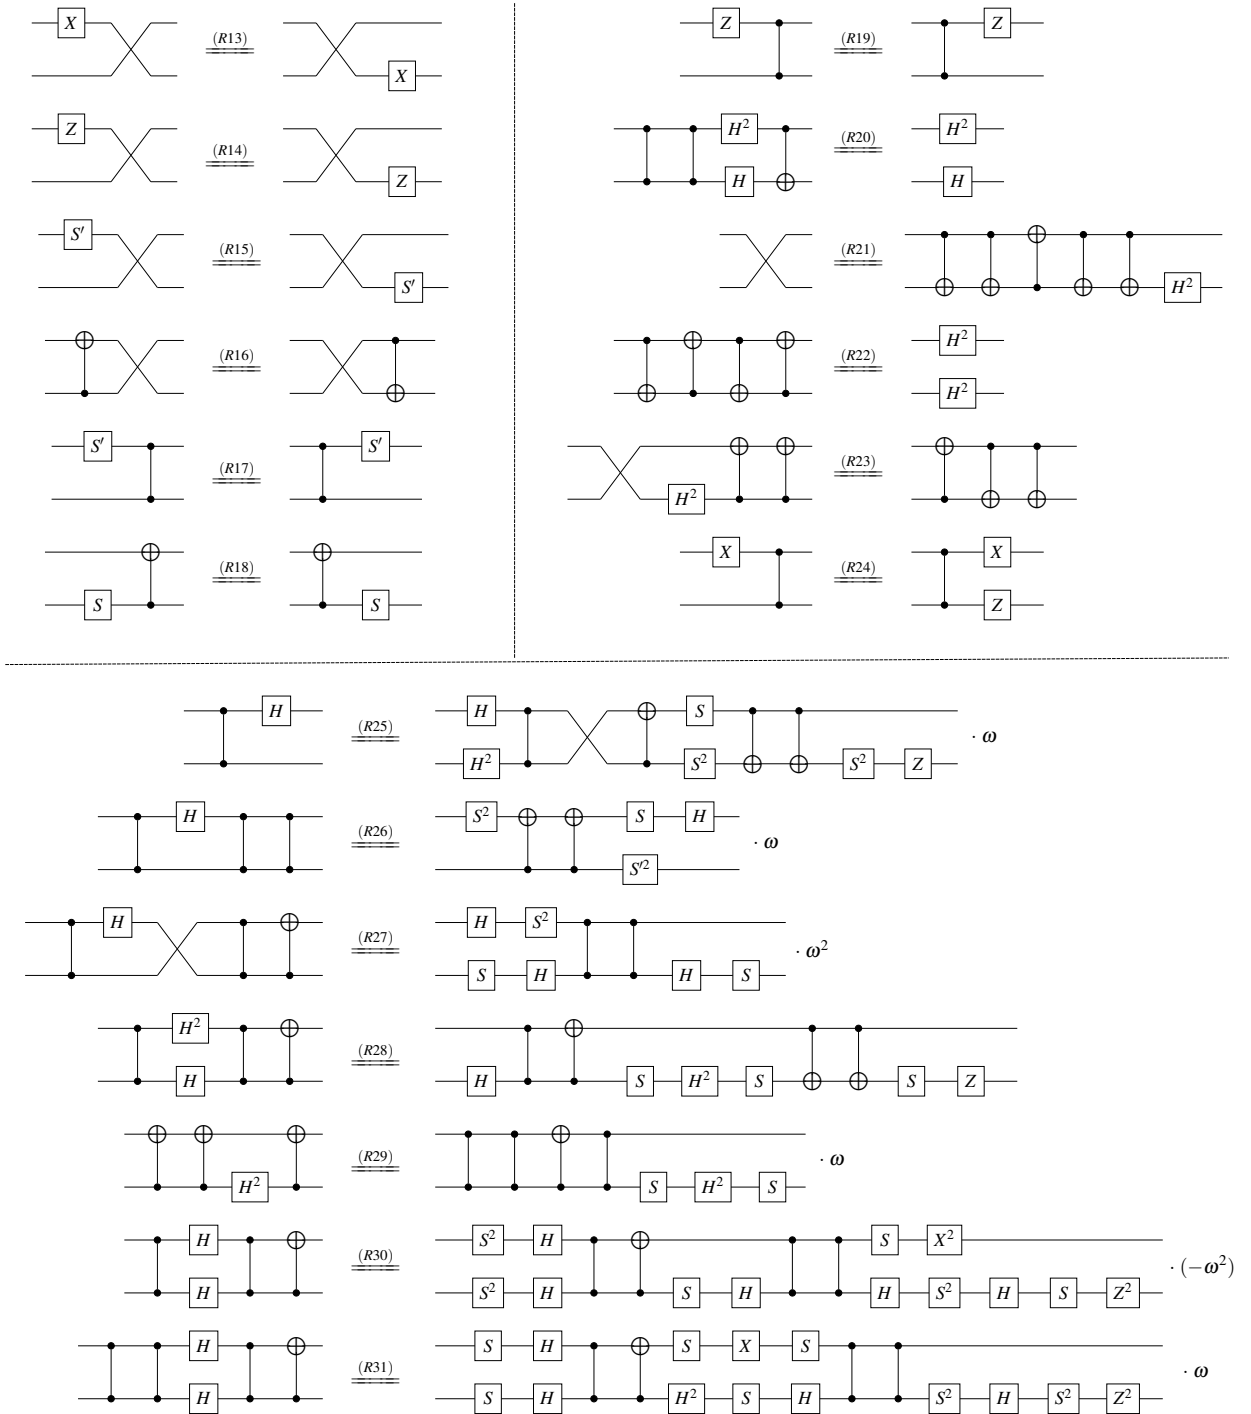 X (R13) X
Z (R14) Z
S′ (R15) S′
(R16)
S′ (R17) S′
S (R18) S
Z (R19) Z
H² (R20) H²
H H
(R21) H²
(R22) H²
H²
H² (R23)
X (R24) X
Z
H (R25) H S · ω
H² S² S² Z
H (R26) S² S H · ω
S′²
H (R27) H S² · ω²
S H H S
H² (R28)
H H S H² S S Z
(R29) · ω
H² S H² S
H (R30) S² H S X² · (−ω²)
H S² H S H H S² H S Z²
H (R31) S H S X S · ω
H S H H² S H S² H S² Z²